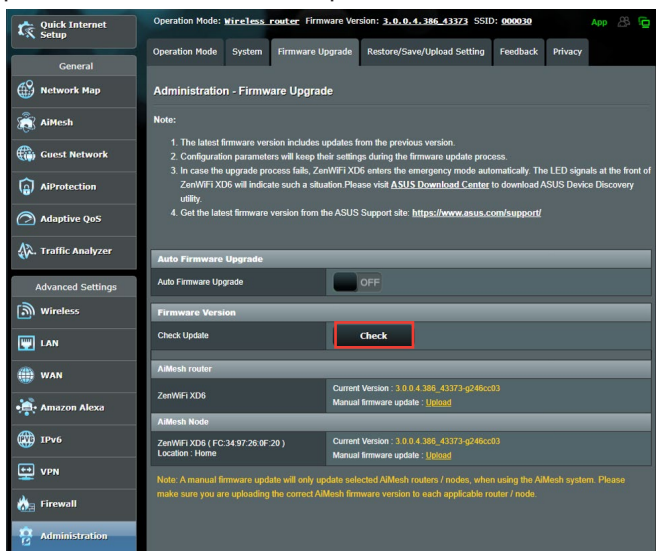 Quick Internet
Setup
Operation Mode: Wireless router Firmware Version: 3.0.0.4.386_43373 SSID: 000030
App
Operation Mode
System
Firmware Upgrade
Restore/Save/Upload Setting
Feedback
Privacy
General
Network Map
AiMesh
Guest Network
AiProtection
Adaptive QoS
Traffic Analyzer
Advanced Settings
Wireless
LAN
WAN
Amazon Alexa
IPv6
VPN
Firewall
Administration
Administration - Firmware Upgrade
Note:
1. The latest firmware version includes updates from the previous version.
2. Configuration parameters will keep their settings during the firmware update process.
3. In case the upgrade process fails, ZenWiFi XD6 enters the emergency mode automatically. The LED signals at the front of
ZenWiFi XD6 will indicate such a situation.Please visit ASUS Download Center to download ASUS Device Discovery
utility.
4. Get the latest firmware version from the ASUS Support site: https://www.asus.com/support/
Auto Firmware Upgrade
Auto Firmware Upgrade
OFF
Firmware Version
Check Update
Check
AiMesh router
ZenWiFi XD6
Current Version : 3.0.0.4.386_43373-g246cc03
Manual firmware update : Upload
AiMesh Node
ZenWiFi XD6 ( FC:34:97:26:0F:20 )
Location : Home
Current Version : 3.0.0.4.386_43373-g246cc03
Manual firmware update : Upload
Note: A manual firmware update will only update selected AiMesh routers / nodes, when using the AiMesh system. Please
make sure you are uploading the correct AiMesh firmware version to each applicable router / node.